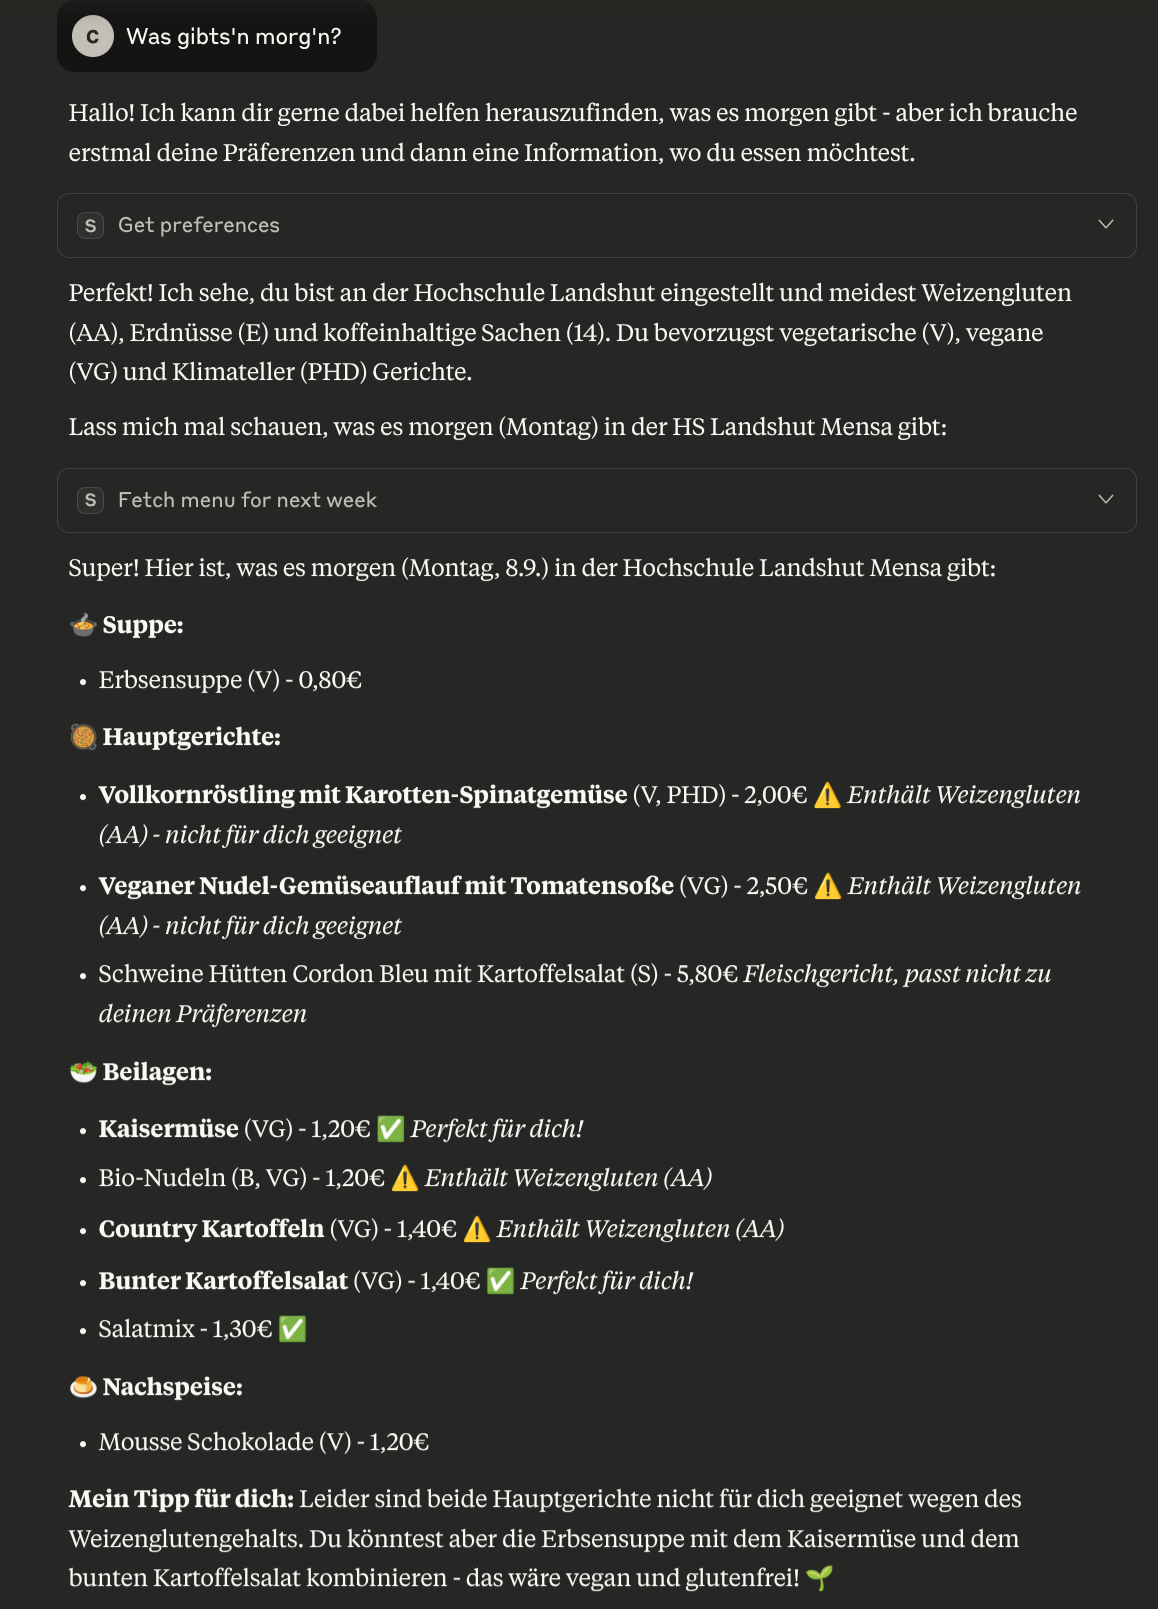 C Was gibts'n morg'n?
Hallo! Ich kann dir gerne dabei helfen herauszufinden, was es morgen gibt - aber ich brauche
erstmal deine Präferenzen und dann eine Information, wo du essen möchtest.
S Get preferences
Perfekt! Ich sehe, du bist an der Hochschule Landshut eingestellt und meidest Weizengluten
(AA), Erdnüsse (E) und koffeinhaltige Sachen (14). Du bevorzugst vegetarische (V), vegane
(VG) und Klimateller (PHD) Gerichte.
Lass mich mal schauen, was es morgen (Montag) in der HS Landshut Mensa gibt:
S Fetch menu for next week
Super! Hier ist, was es morgen (Montag, 8.9.) in der Hochschule Landshut Mensa gibt:
🍲 Suppe:
• Erbsensuppe (V) - 0,80€
🥘 Hauptgerichte:
• Vollkornröstling mit Karotten-Spinatgemüse (V, PHD) - 2,00€ ⚠️ Enthält Weizengluten
(AA) - nicht für dich geeignet
• Veganer Nudel-Gemüseauflauf mit Tomatensoße (VG) - 2,50€ ⚠️ Enthält Weizengluten
(AA) - nicht für dich geeignet
• Schweine Hütten Cordon Bleu mit Kartoffelsalat (S) - 5,80€ Fleischgericht, passt nicht zu
deinen Präferenzen
🥗 Beilagen:
• Kaisermüse (VG) - 1,20€ ✅ Perfekt für dich!
• Bio-Nudeln (B, VG) - 1,20€ ⚠️ Enthält Weizengluten (AA)
• Country Kartoffeln (VG) - 1,40€ ⚠️ Enthält Weizengluten (AA)
• Bunter Kartoffelsalat (VG) - 1,40€ ✅ Perfekt für dich!
• Salatmix - 1,30€ ✅
🍮 Nachspeise:
• Mousse Schokolade (V) - 1,20€
Mein Tipp für dich: Leider sind beide Hauptgerichte nicht für dich geeignet wegen des
Weizenglutengehalts. Du könntest aber die Erbsensuppe mit dem Kaisermüse und dem
bunten Kartoffelsalat kombinieren - das wäre vegan und glutenfrei! 🌱